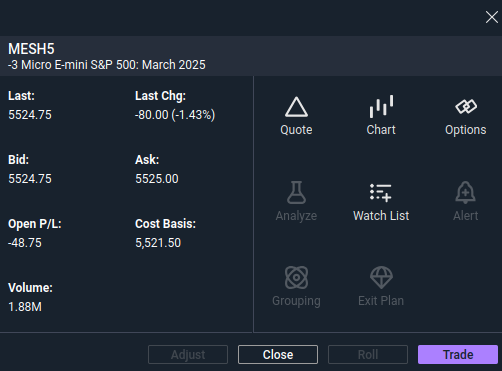 MESH5
-3 Micro E-mini S&P 500: March 2025
Last:
5524.75
Last Chg:
-80.00 (-1.43%)
Bid:
5524.75
Ask:
5525.00
Open P/L:
-48.75
Cost Basis:
5,521.50
Volume:
1.88M
Quote
Chart
Options
Analyze
Watch List
Alert
Grouping
Exit Plan
Adjust
Close
Roll
Trade